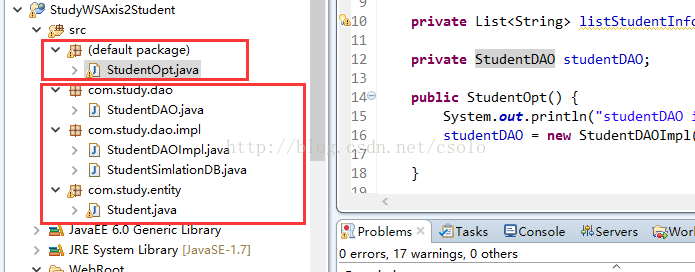 StudyWSAxis2Student
src
(default package)
StudentOpt.java
com.study.dao
StudentDAO.java
com.study.dao.impl
StudentDAOImpl.java
StudentSimlationDB.java
com.study.entity
Student.java
JavaEE 6.0 Generic Library
JRE System Library [JavaSE-1.7]
WebRoot
10 private List<String> listStudentInfo
11
12 private StudentDAO studentDAO;
13
14 public StudentOpt() {
15 System.out.println("studentDAO i
16 studentDAO = new StudentDAOImpl(
17
18 }
http://blog.csdn.net/csolo
Problems Tasks Console Servers Work
0 errors, 17 warnings, 0 others